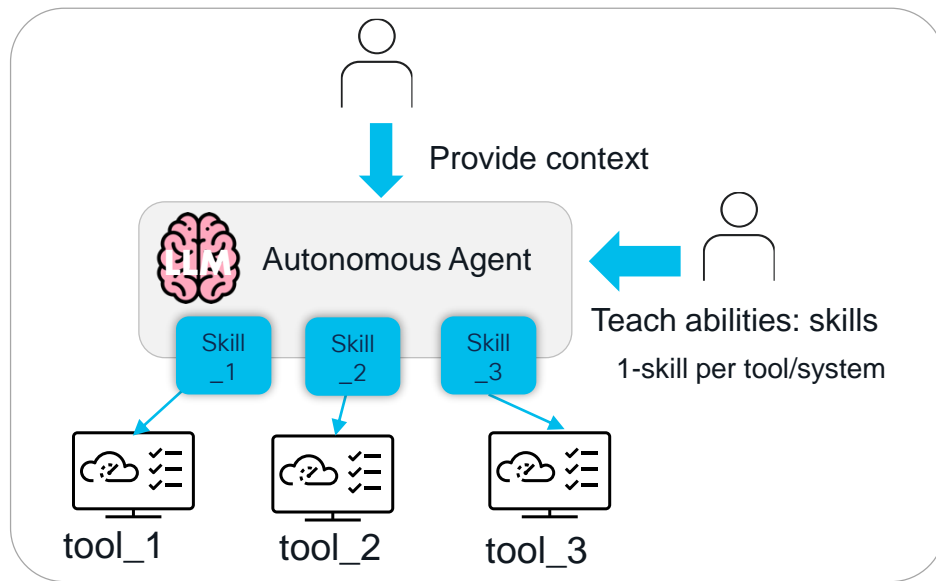 Provide context
LLM
Autonomous Agent
Teach abilities: skills
1-skill per tool/system
Skill
_1
Skill
_2
Skill
_3
tool_1
tool_2
tool_3